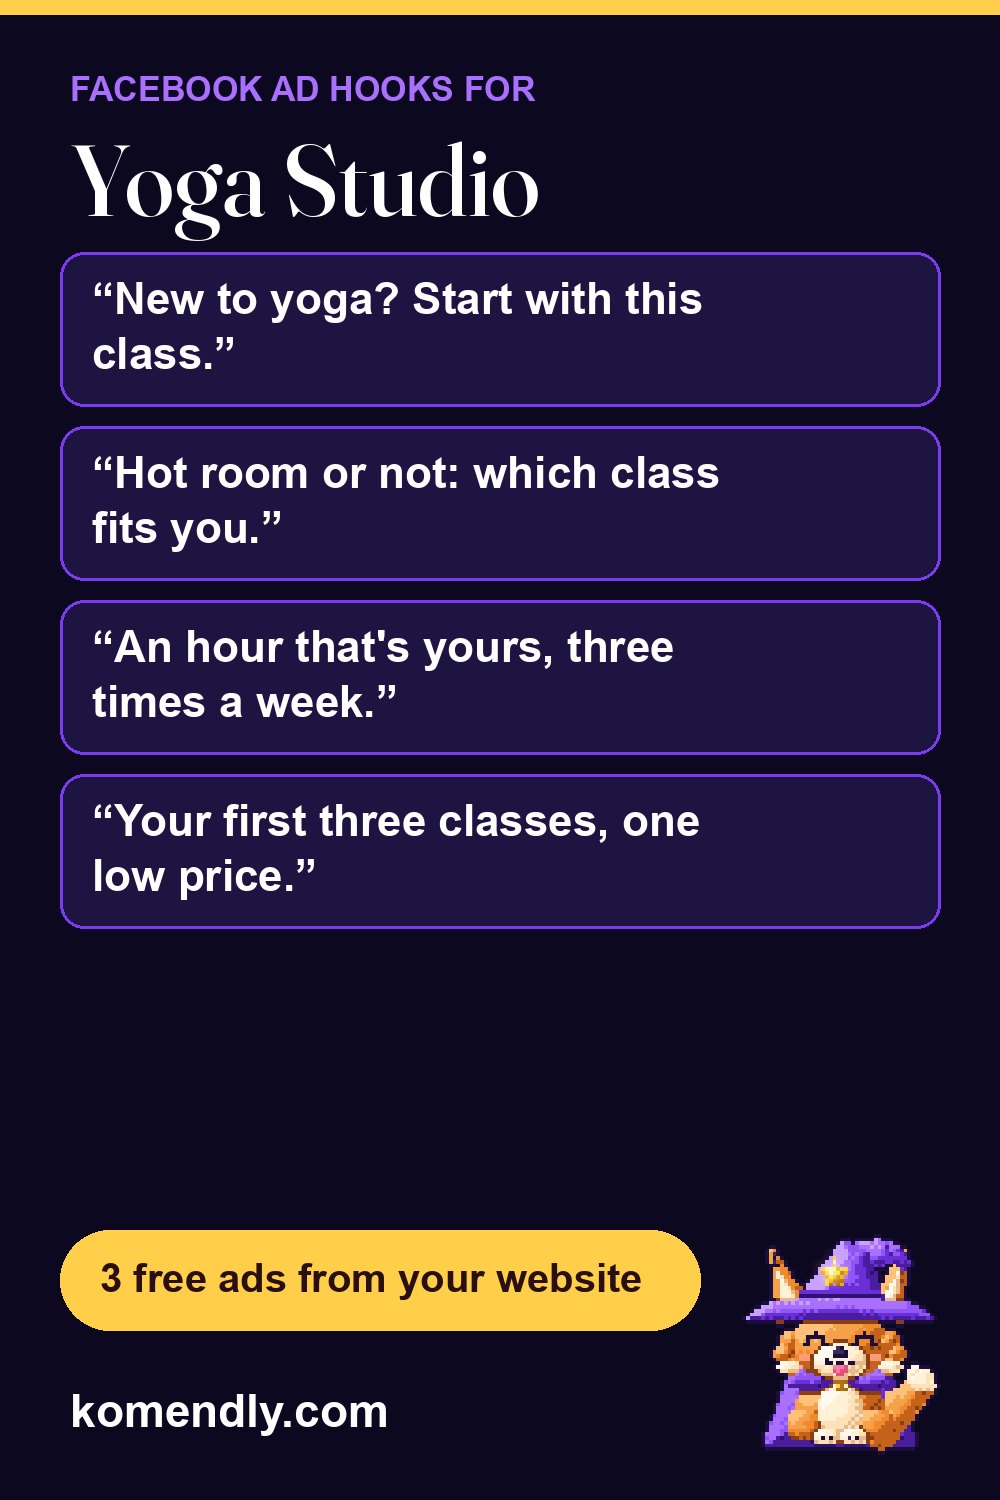 FACEBOOK AD HOOKS FOR
Yoga Studio
“New to yoga? Start with this
class.”
“Hot room or not: which class
fits you.”
“An hour that's yours, three
times a week.”
“Your first three classes, one
low price.”
3 free ads from your website
komendly.com